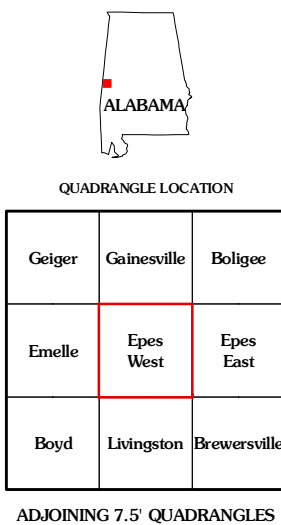 ALABAMA
QUADRANGLE LOCATION
Geiger Gainesville Boligee
Emelle Epes West Epes East
Boyd Livingston Brewersville
ADJOINING 7.5' QUADRANGLES